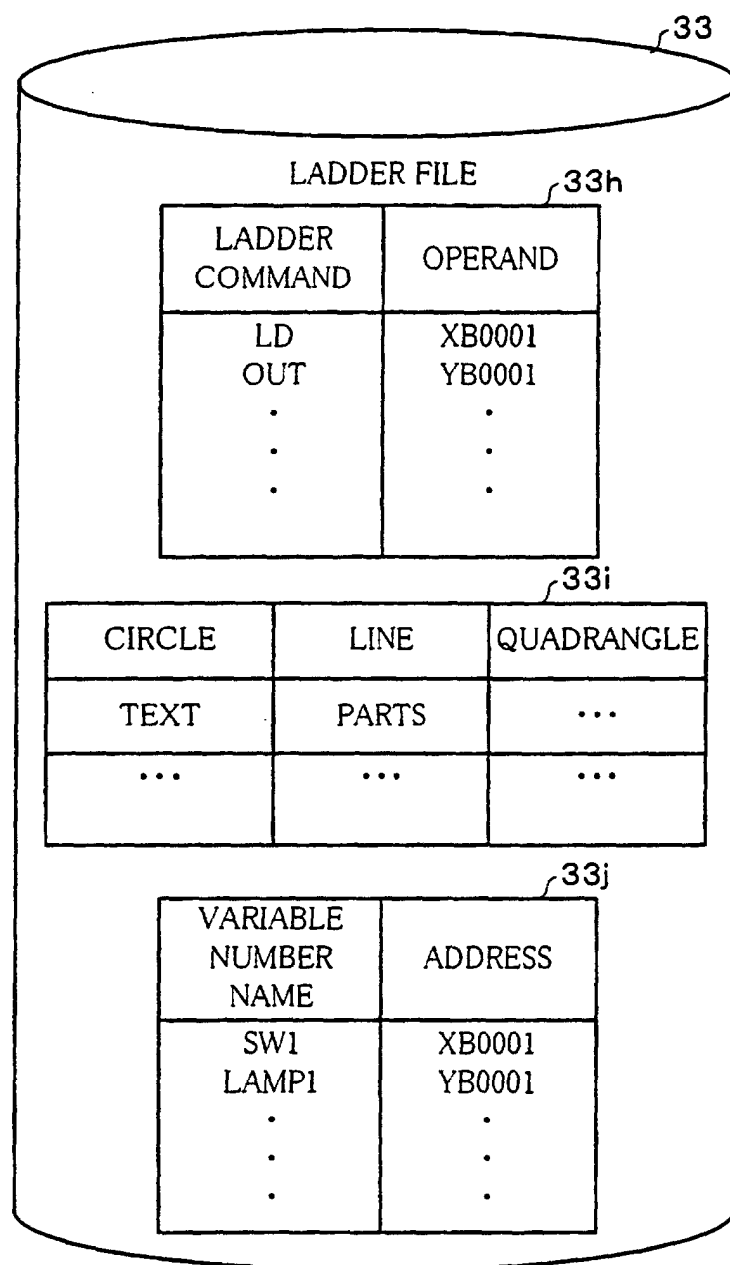 33
LADDER FILE
33h
LADDER COMMAND OPERAND
LD XB0001
OUT YB0001
. .
. .
. .
33i
CIRCLE LINE QUADRANGLE
TEXT PARTS ...
... ... ...
33j
VARIABLE NUMBER NAME ADDRESS
SW1 XB0001
LAMP1 YB0001
. .
. .
. .